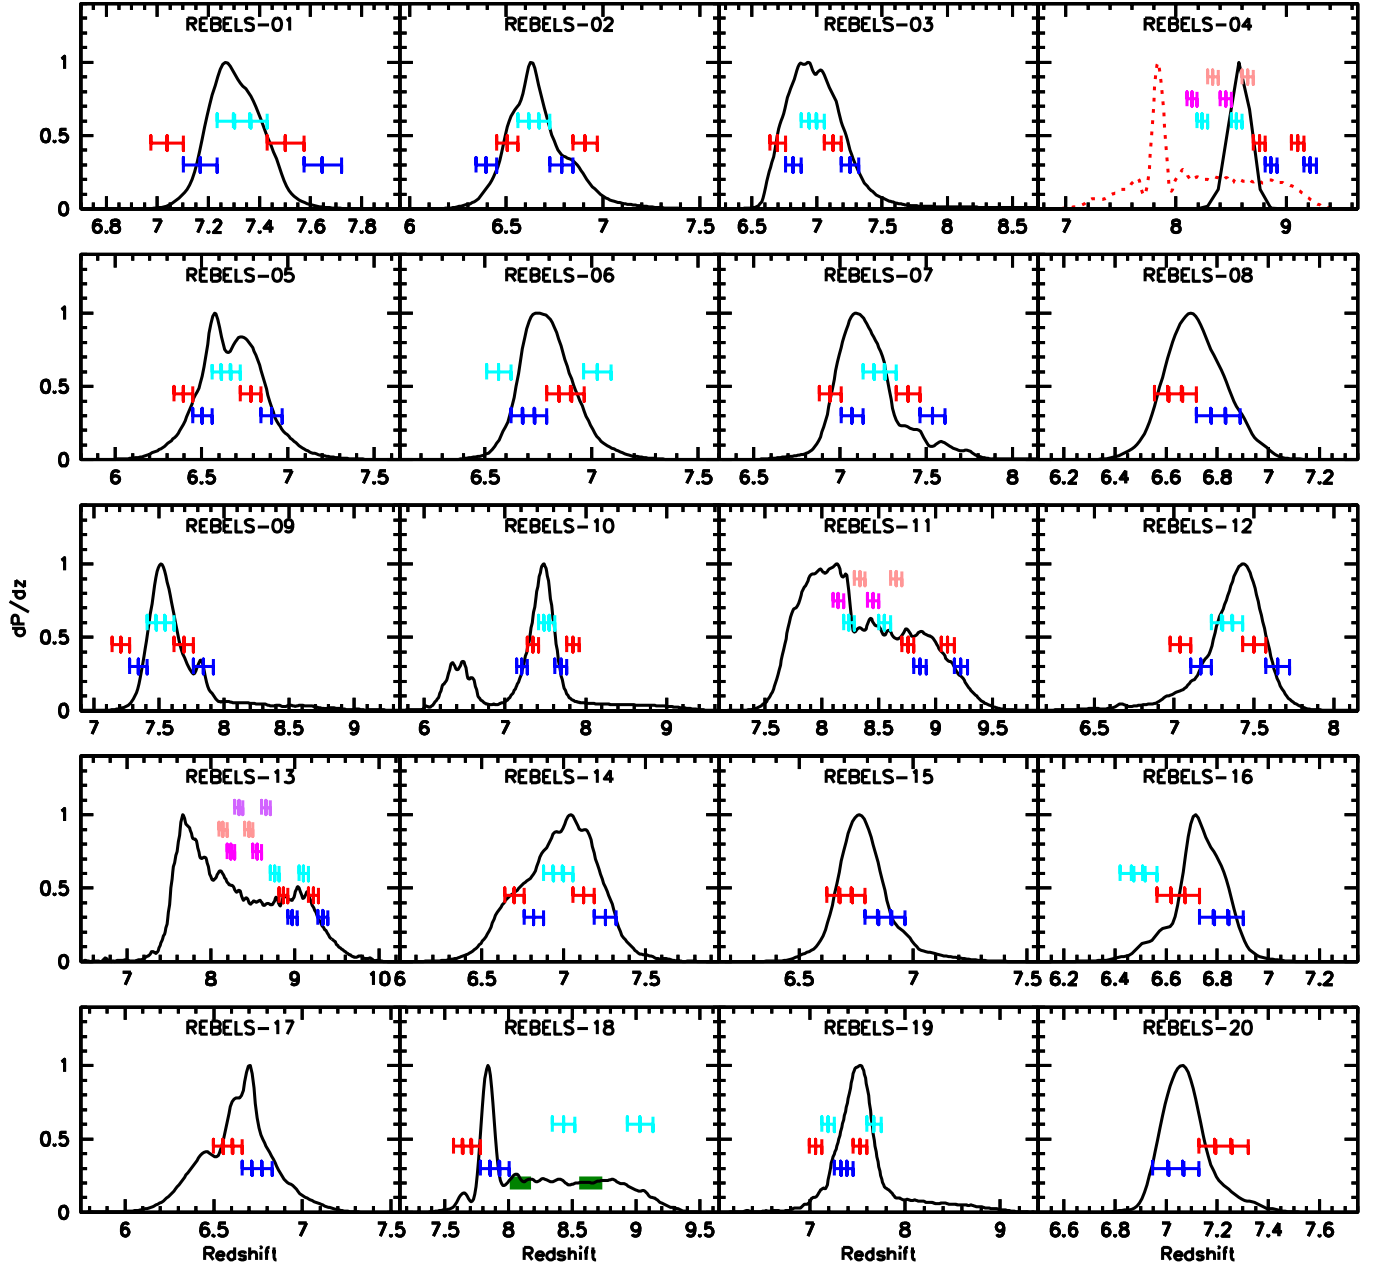 REBELS-01 REBELS-02 REBELS-03 REBELS-04
1
0.5
0
6.8 7 7.2 7.4 7.6 7.8 6 6.5 7 7.5 6.5 7 7.5 8 8.5 7 8 9
REBELS-05 REBELS-06 REBELS-07 REBELS-08
1
0.5
0
6 6.5 7 7.5 6.5 7 7.5 7 7.5 8 6.2 6.4 6.6 6.8 7 7.2
REBELS-09 REBELS-10 REBELS-11 REBELS-12
1
dP/dz
0.5
0
7 7.5 8 8.5 9 6 7 8 9 7.5 8 8.5 9 9.5 6.5 7 7.5 8
REBELS-13 REBELS-14 REBELS-15 REBELS-16
1
0.5
0
7 8 9 10 6 6.5 7 7.5 6.5 7 7.5 6.2 6.4 6.6 6.8 7 7.2
REBELS-17 REBELS-18 REBELS-19 REBELS-20
1
0.5
0
6 6.5 7 7.5 7.5 8 8.5 9 9.5 7 8 9 6.6 6.8 7 7.2 7.4 7.6
Redshift Redshift Redshift Redshift